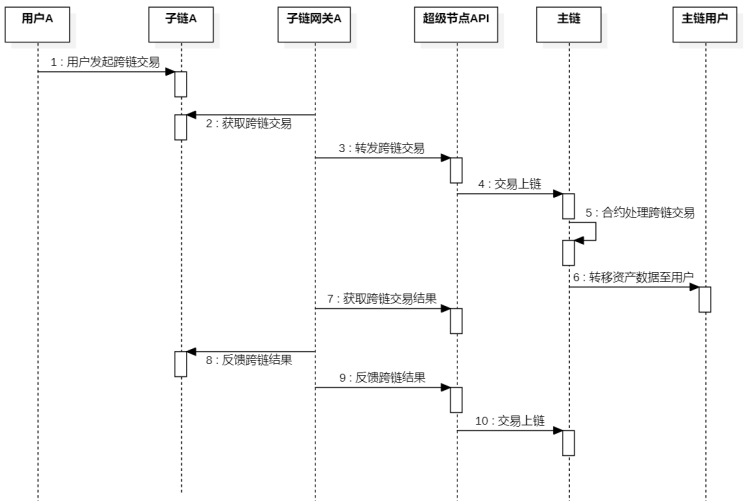 用户A
子链A
子链网关A
超级节点API
主链
主链用户
1 : 用户发起跨链交易
2 : 获取跨链交易
3 : 转发跨链交易
4 : 交易上链
5 : 合约处理跨链交易
6 : 转移资产数据至用户
7 : 获取跨链交易结果
8 : 反馈跨链结果
9 : 反馈跨链结果
10 : 交易上链